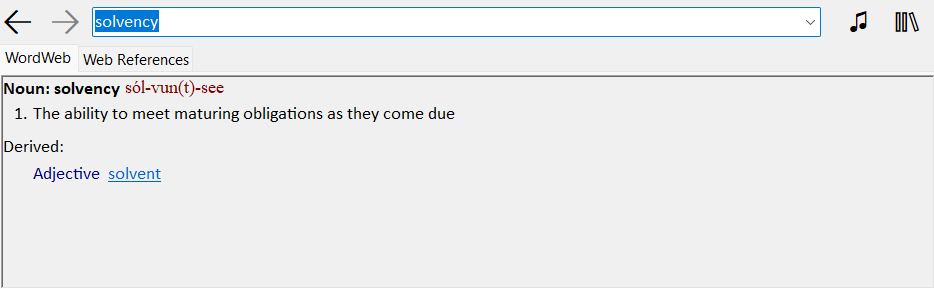 solvency
WordWeb Web References
Noun: solvency sól-vun(t)-see
1. The ability to meet maturing obligations as they come due
Derived:
Adjective solvent